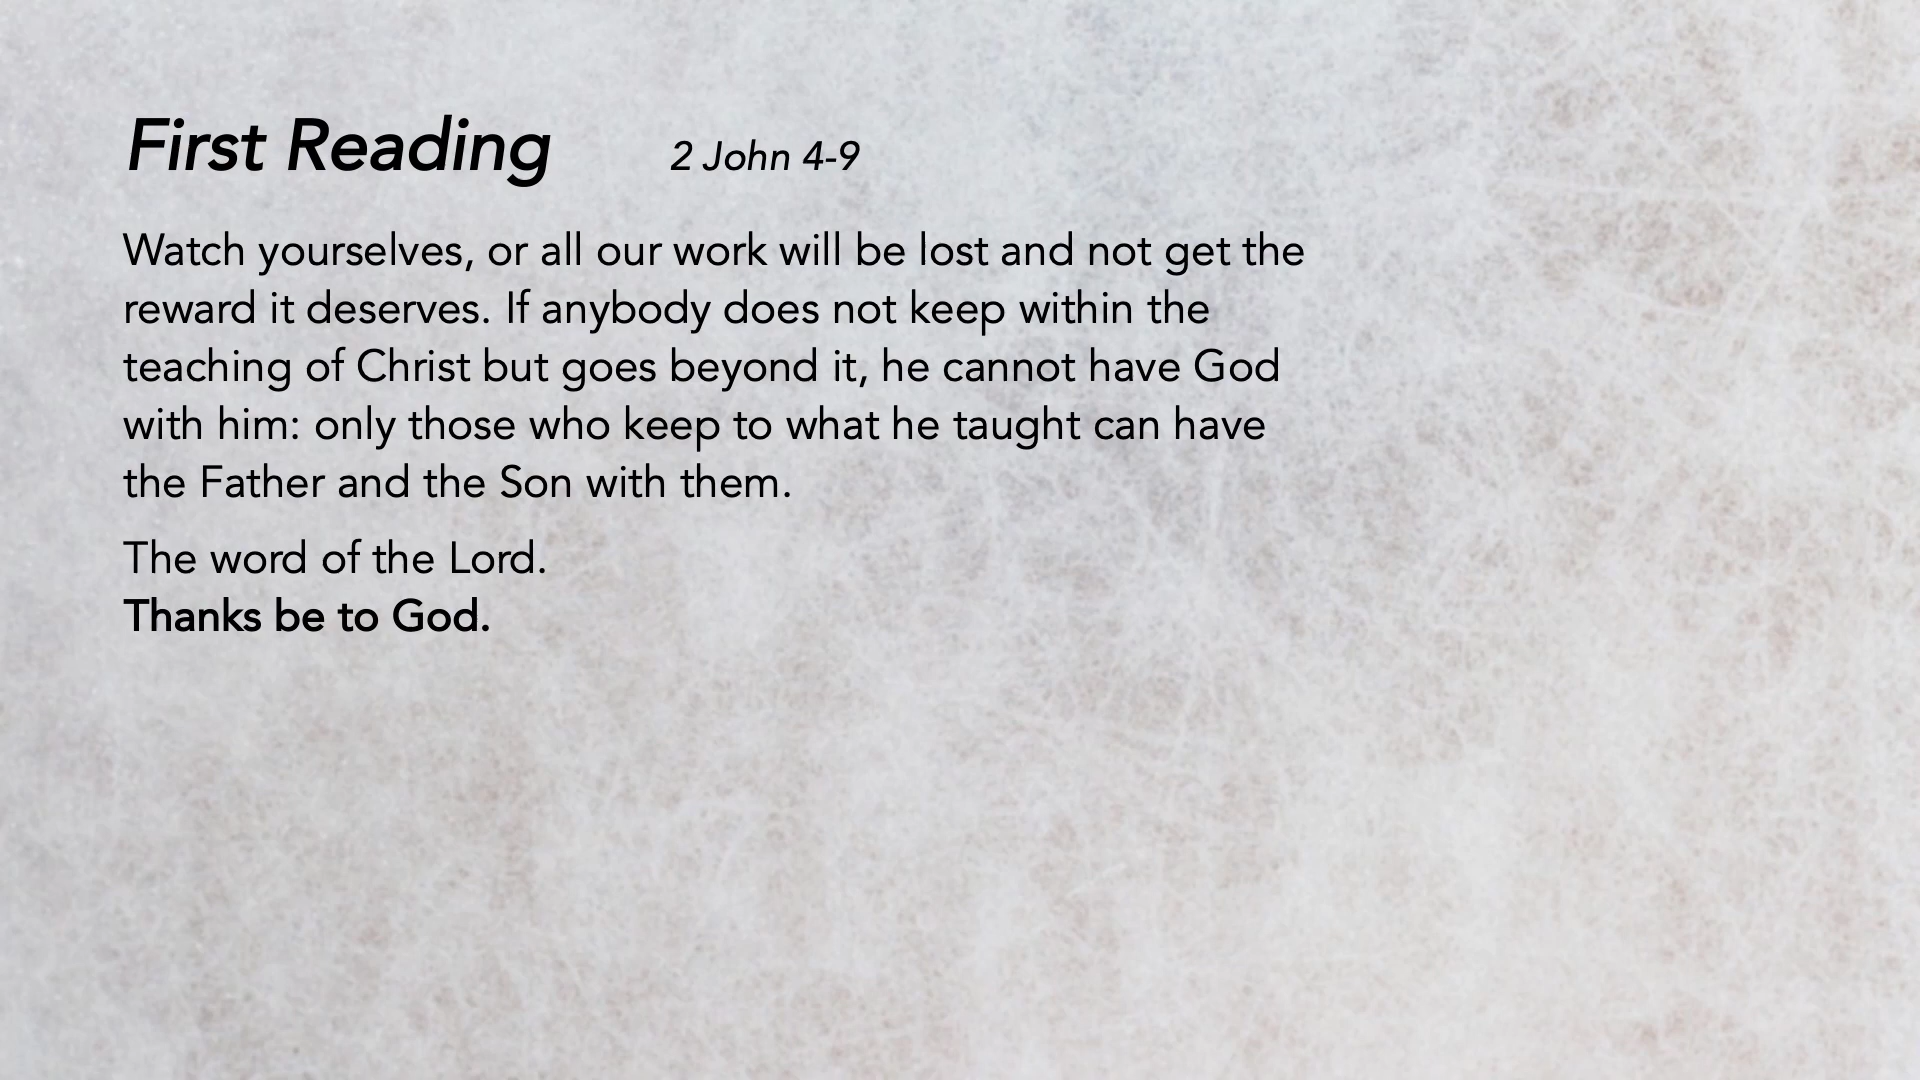 First Reading 2 John 4-9
Watch yourselves, or all our work will be lost and not get the
reward it deserves. If anybody does not keep within the
teaching of Christ but goes beyond it, he cannot have God
with him: only those who keep to what he taught can have
the Father and the Son with them.
The word of the Lord.
Thanks be to God.